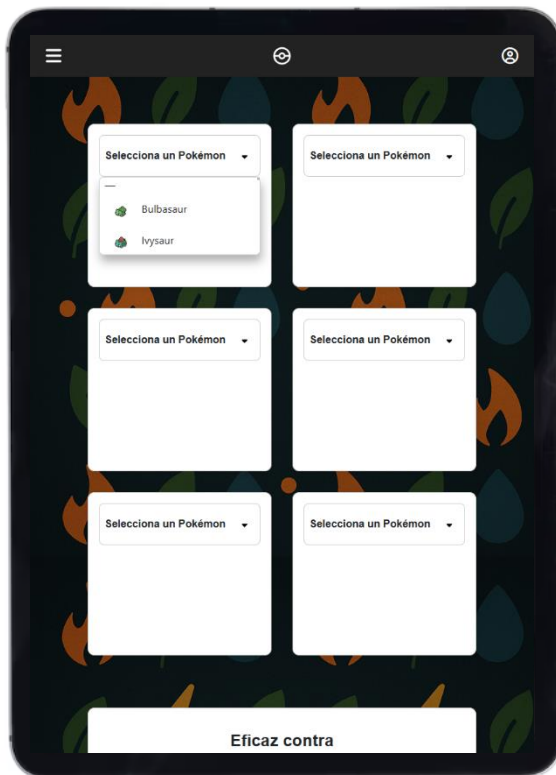 Selecciona un Pokémon
Selecciona un Pokémon
—
Bulbasaur
Ivysaur
Selecciona un Pokémon
Selecciona un Pokémon
Selecciona un Pokémon
Selecciona un Pokémon
Eficaz contra